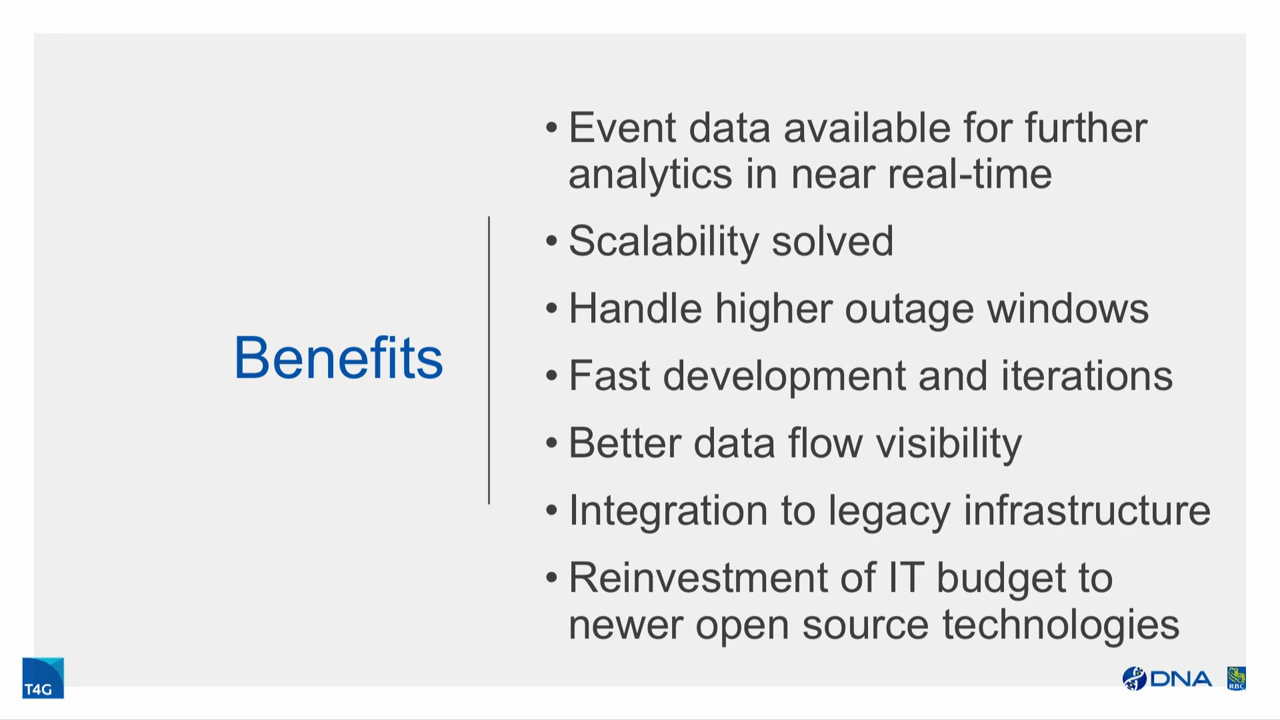 Benefits
• Event data available for further
analytics in near real-time
• Scalability solved
• Handle higher outage windows
• Fast development and iterations
• Better data flow visibility
• Integration to legacy infrastructure
• Reinvestment of IT budget to
newer open source technologies
T4G
DNA
RBC